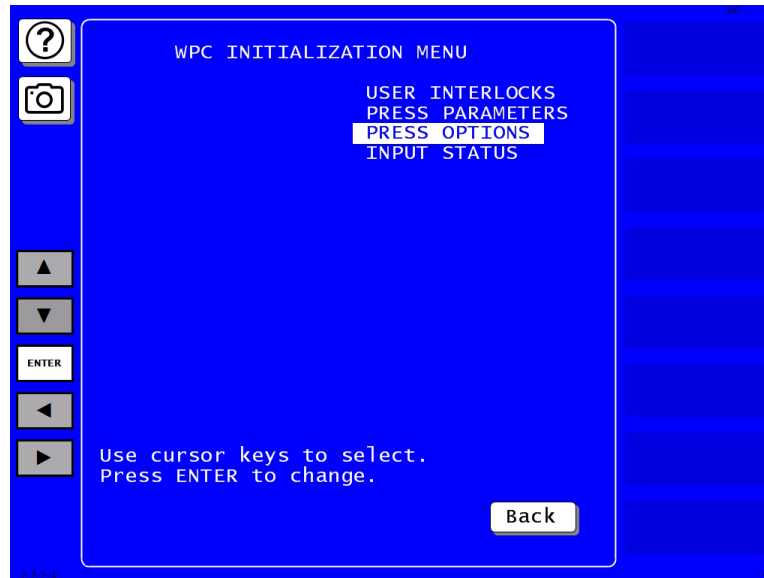 WPC INITIALIZATION MENU
USER INTERLOCKS
PRESS PARAMETERS
PRESS OPTIONS
INPUT STATUS
ENTER
Use cursor keys to select.
Press ENTER to change.
Back